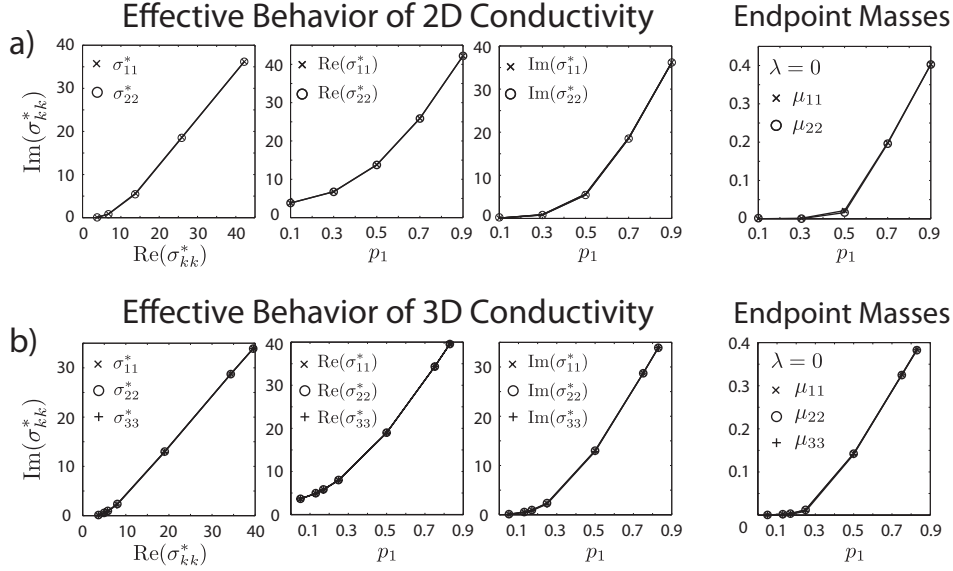 Effective Behavior of 2D Conductivity
Endpoint Masses
a)
40
30
20
10
0
Im(σ*kk)
× σ*11
○ σ*22
0 10 20 30 40
Re(σ*kk)
50
40
30
20
10
0
× Re(σ*11)
○ Re(σ*22)
0.1 0.3 0.5 0.7 0.9
p1
40
30
20
10
0
× Im(σ*11)
○ Im(σ*22)
0.1 0.3 0.5 0.7 0.9
p1
0.4
0.3
0.2
0.1
0
λ = 0
× μ11
○ μ22
0.1 0.3 0.5 0.7 0.9
p1
Effective Behavior of 3D Conductivity
Endpoint Masses
b)
30
20
10
0
Im(σ*kk)
× σ*11
○ σ*22
+ σ*33
0 10 20 30 40
Re(σ*kk)
40
30
20
10
0
× Re(σ*11)
○ Re(σ*22)
+ Re(σ*33)
0.1 0.3 0.5 0.7 0.9
p1
30
20
10
0
× Im(σ*11)
○ Im(σ*22)
+ Im(σ*33)
0.1 0.3 0.5 0.7 0.9
p1
0.4
0.3
0.2
0.1
0
λ = 0
× μ11
○ μ22
+ μ33
0.1 0.3 0.5 0.7 0.9
p1